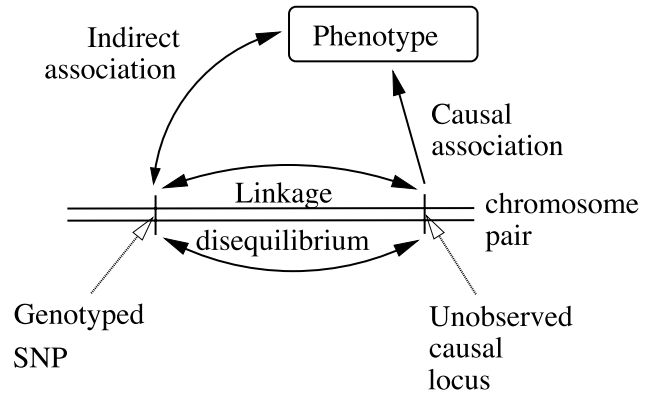 Indirect
association
Phenotype
Causal
association
Linkage
disequilibrium
chromosome
pair
Genotyped
SNP
Unobserved
causal
locus